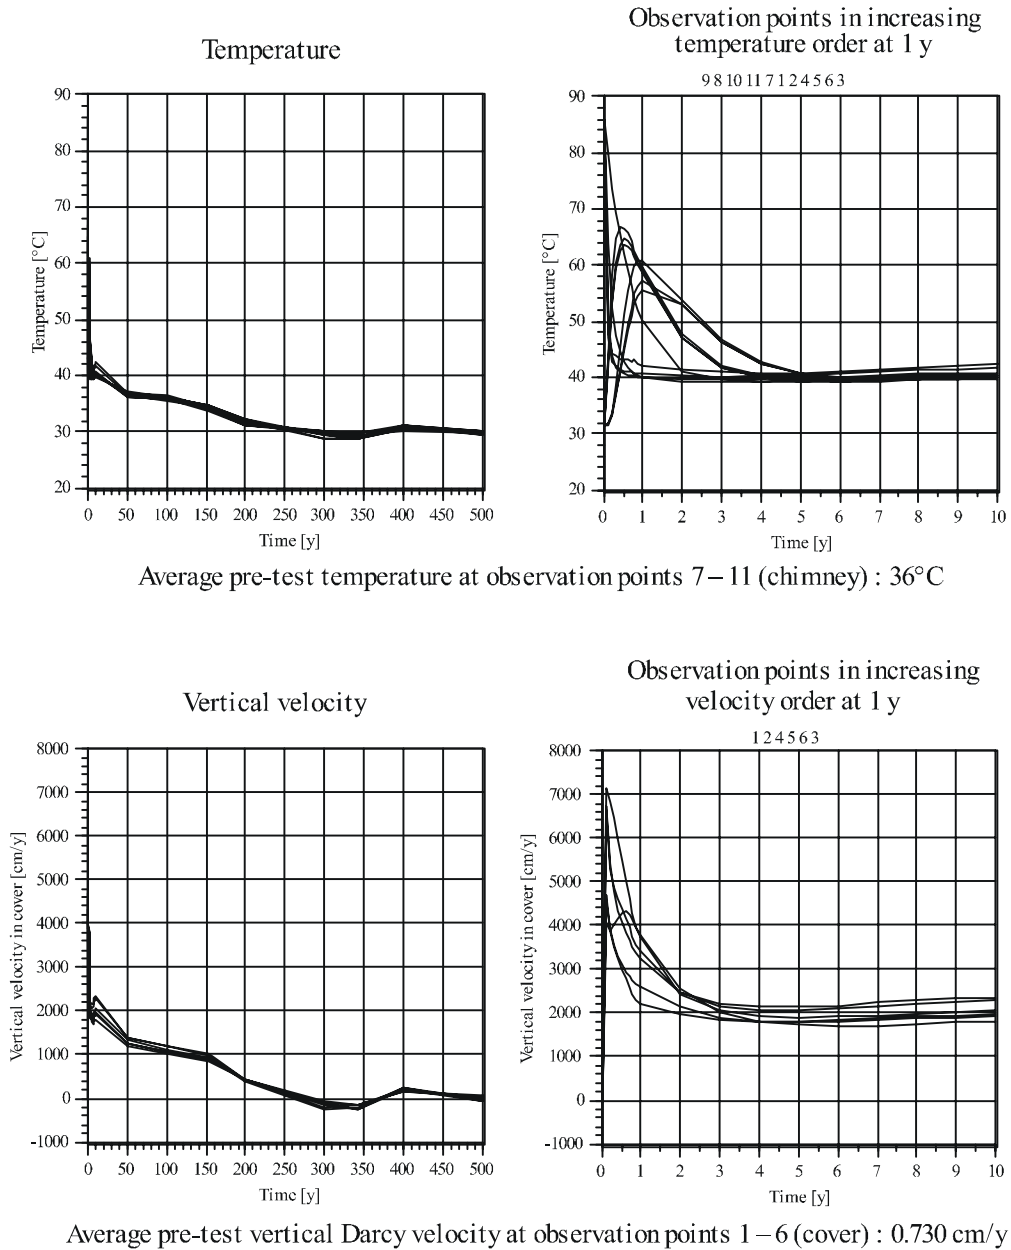 Temperature
Observation points in increasing
temperature order at 1 y
9 8 10 11 7 1 2 4 5 6 3
90
80
70
60
50
40
30
20
Temperature [°C]
0 50 100 150 200 250 300 350 400 450 500
Time [y]
90
80
70
60
50
40
30
20
Temperature [°C]
0 1 2 3 4 5 6 7 8 9 10
Time [y]
Average pre-test temperature at observation points 7 – 11 (chimney) : 36°C
Vertical velocity
Observation points in increasing
velocity order at 1 y
1 2 4 5 6 3
8000
7000
6000
5000
4000
3000
2000
1000
0
-1000
Vertical velocity in cover [cm/y]
0 50 100 150 200 250 300 350 400 450 500
Time [y]
8000
7000
6000
5000
4000
3000
2000
1000
0
-1000
Vertical velocity in cover [cm/y]
0 1 2 3 4 5 6 7 8 9 10
Time [y]
Average pre-test vertical Darcy velocity at observation points 1 – 6 (cover) : 0.730 cm/y